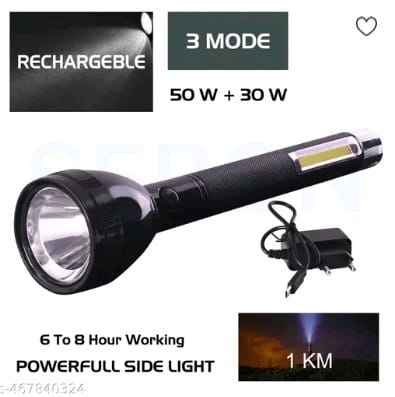 RECHARGEBLE
3 MODE
50 W + 30 W
6 To 8 Hour Working
POWERFULL SIDE LIGHT
1 KM
s-467840324